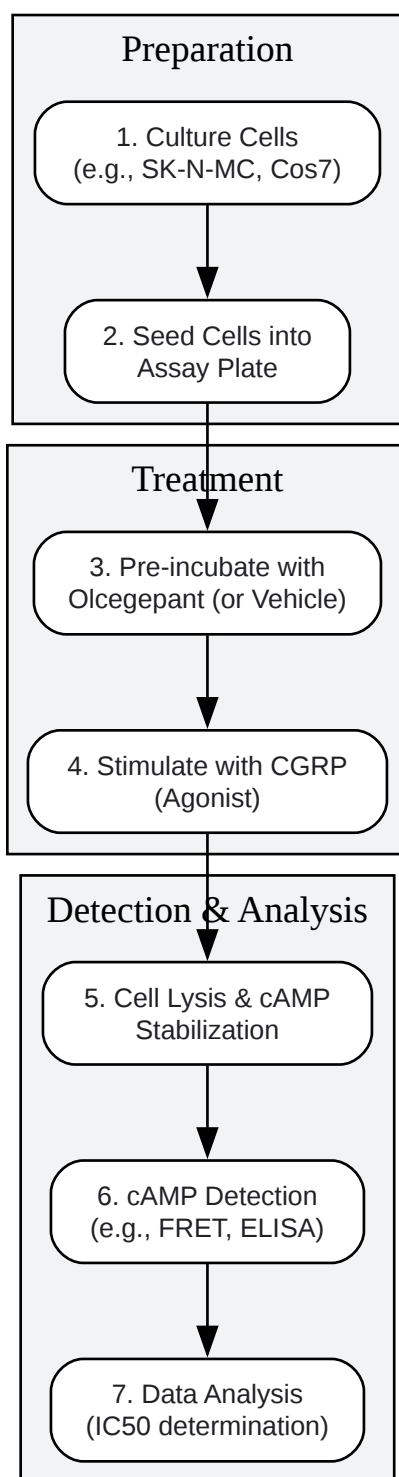 Preparation
1. Culture Cells
(e.g., SK-N-MC, Cos7)
2. Seed Cells into
Assay Plate
Treatment
3. Pre-incubate with
Olcegepant (or Vehicle)
4. Stimulate with CGRP
(Agonist)
Detection & Analysis
5. Cell Lysis & cAMP
Stabilization
6. cAMP Detection
(e.g., FRET, ELISA)
7. Data Analysis
(IC50 determination)